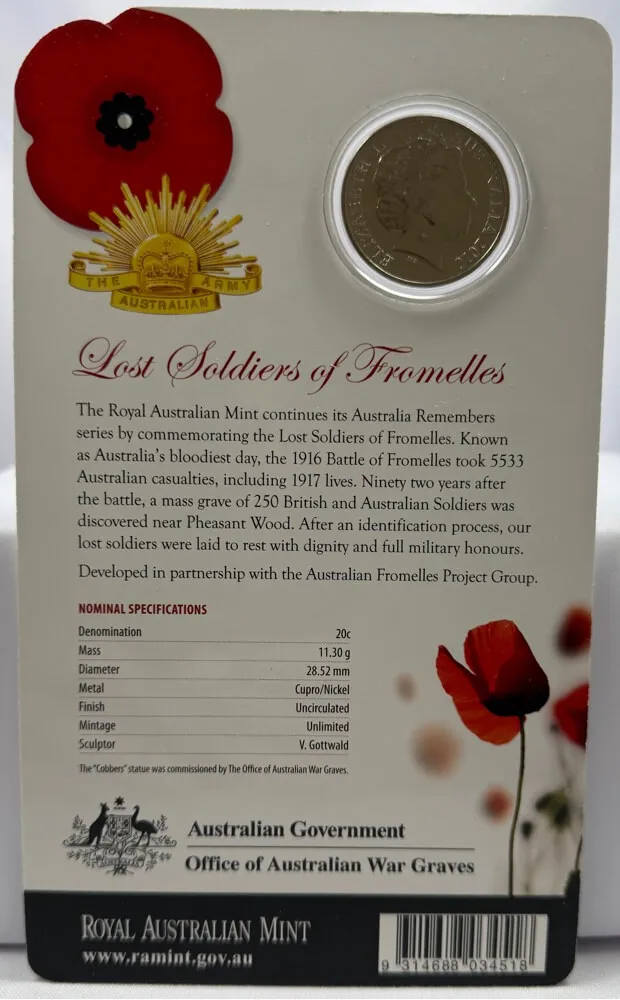 ELIZABETH II AUSTRALIA
THE
ARMY
AUSTRALIAN
Lost Soldiers of Fromelles
The Royal Australian Mint continues its Australia Remembers
series by commemorating the Lost Soldiers of Fromelles. Known
as Australia's bloodiest day, the 1916 Battle of Fromelles took 5533
Australian casualties, including 1917 lives. Ninety two years after
the battle, a mass grave of 250 British and Australian Soldiers was
discovered near Pheasant Wood. After an identification process, our
lost soldiers were laid to rest with dignity and full military honours.
Developed in partnership with the Australian Fromelles Project Group.
NOMINAL SPECIFICATIONS
Denomination 20c
Mass 11.30 g
Diameter 28.52 mm
Metal Cupro/Nickel
Finish Uncirculated
Mintage Unlimited
Sculptor V. Gottwald
The "Cobbers" statue was commissioned by The Office of Australian War Graves.
Australian Government
Office of Australian War Graves
ROYAL AUSTRALIAN MINT
www.ramint.gov.au
9 314688 034518